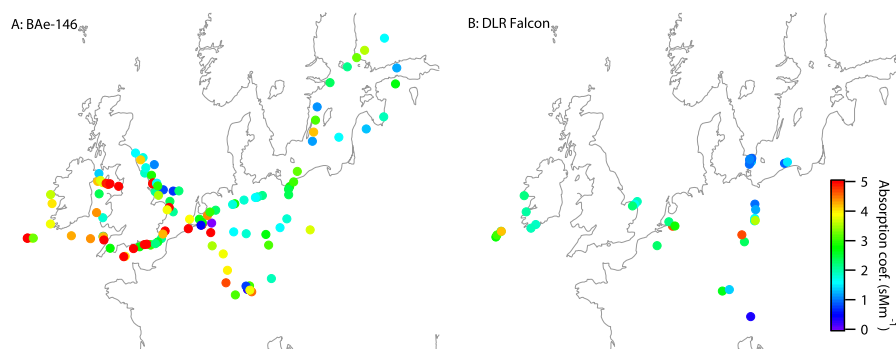 A: BAe-146
B: DLR Falcon
5
4
3
2
1
0
Absorption coef. (sMm⁻¹)